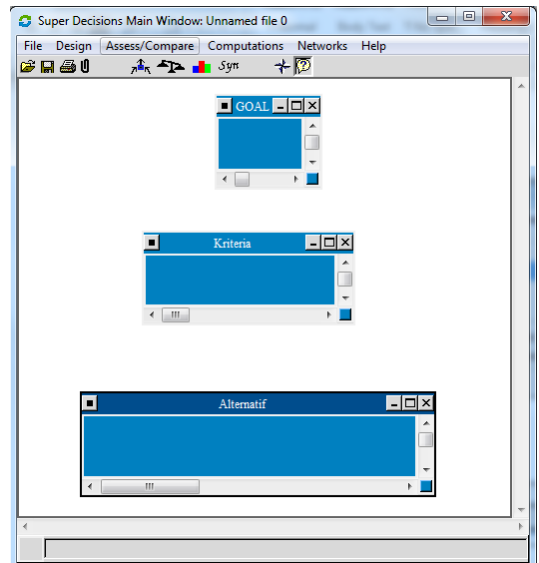 Super Decisions Main Window: Unnamed file 0
File Design Assess/Compare Computations Networks Help
Syn
GOAL
Kriteria
Alternatif